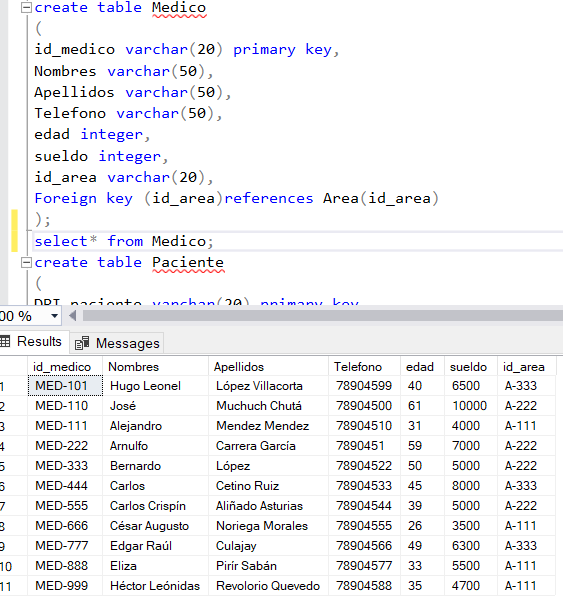 create table Medico
(
id_medico varchar(20) primary key,
Nombres varchar(50),
Apellidos varchar(50),
Telefono varchar(50),
edad integer,
sueldo integer,
id_area varchar(20),
Foreign key (id_area)references Area(id_area)
);
select* from Medico;
create table Paciente
(
DPI_paciente varchar(20) primary key
00 %
Results Messages
id_medico Nombres Apellidos Telefono edad sueldo id_area
1 MED-101 Hugo Leonel López Villacorta 78904599 40 6500 A-333
2 MED-110 José Muchuch Chutá 78904500 61 10000 A-222
3 MED-111 Alejandro Mendez Mendez 78904510 31 4000 A-111
4 MED-222 Arnulfo Carrera García 7890451 59 7000 A-222
5 MED-333 Bernardo López 78904522 50 5000 A-222
6 MED-444 Carlos Cetino Ruiz 78904533 45 8000 A-333
7 MED-555 Carlos Crispín Aliñado Asturias 78904544 39 5000 A-222
8 MED-666 César Augusto Noriega Morales 78904555 26 3500 A-111
9 MED-777 Edgar Raúl Culajay 78904566 49 6300 A-333
10 MED-888 Eliza Pirír Sabán 78904577 33 5500 A-111
11 MED-999 Héctor Leónidas Revolorio Quevedo 78904588 35 4700 A-111